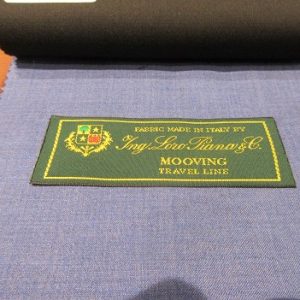 FABRIC MADE IN ITALY BY
Ing. Loro Piana & C.
MOOVING
TRAVEL LINE